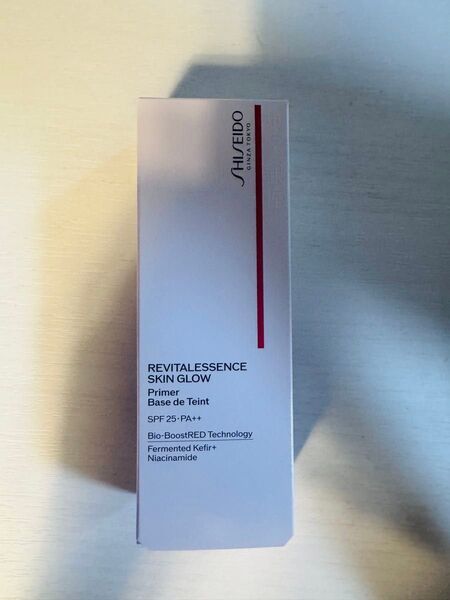 SHISEIDO
GINZA TOKYO
REVITALESSENCE
SKIN GLOW
Primer
Base de Teint
SPF 25・PA++
Bio-BoostRED Technology
Fermented Kefir+
Niacinamide